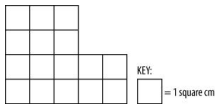 KEY:
= 1 square cm